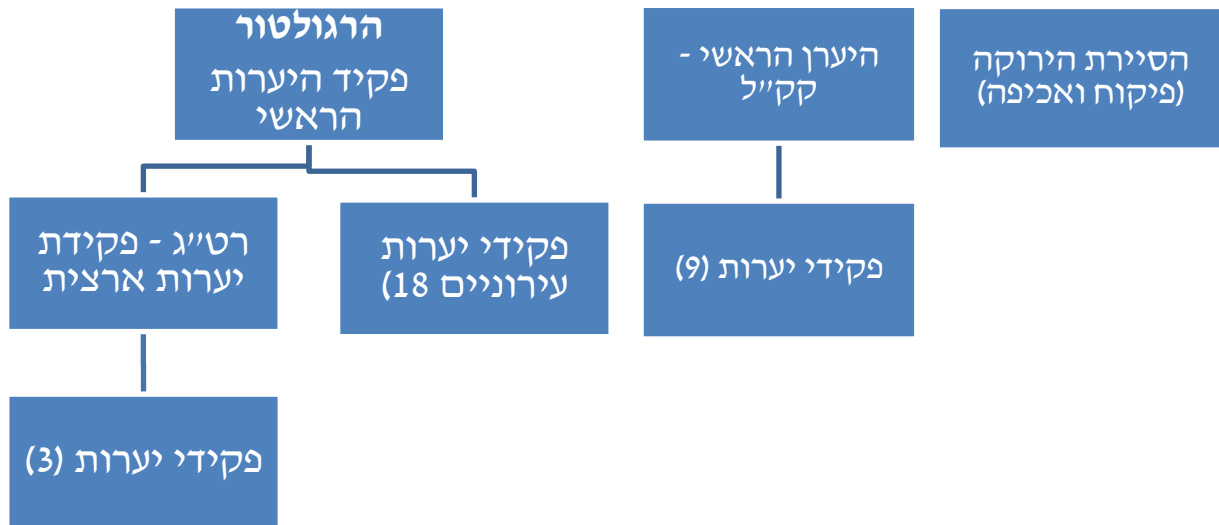 הרגולטור
פקיד היערות
הראשי
היערן הראשי -
קק״ל
הסיירת הירוקה
(פיקוח ואכיפה)
רט״ג - פקידת
יערות ארצית
פקידי יערות
עירוניים 18)
פקידי יערות (9)
פקידי יערות (3)